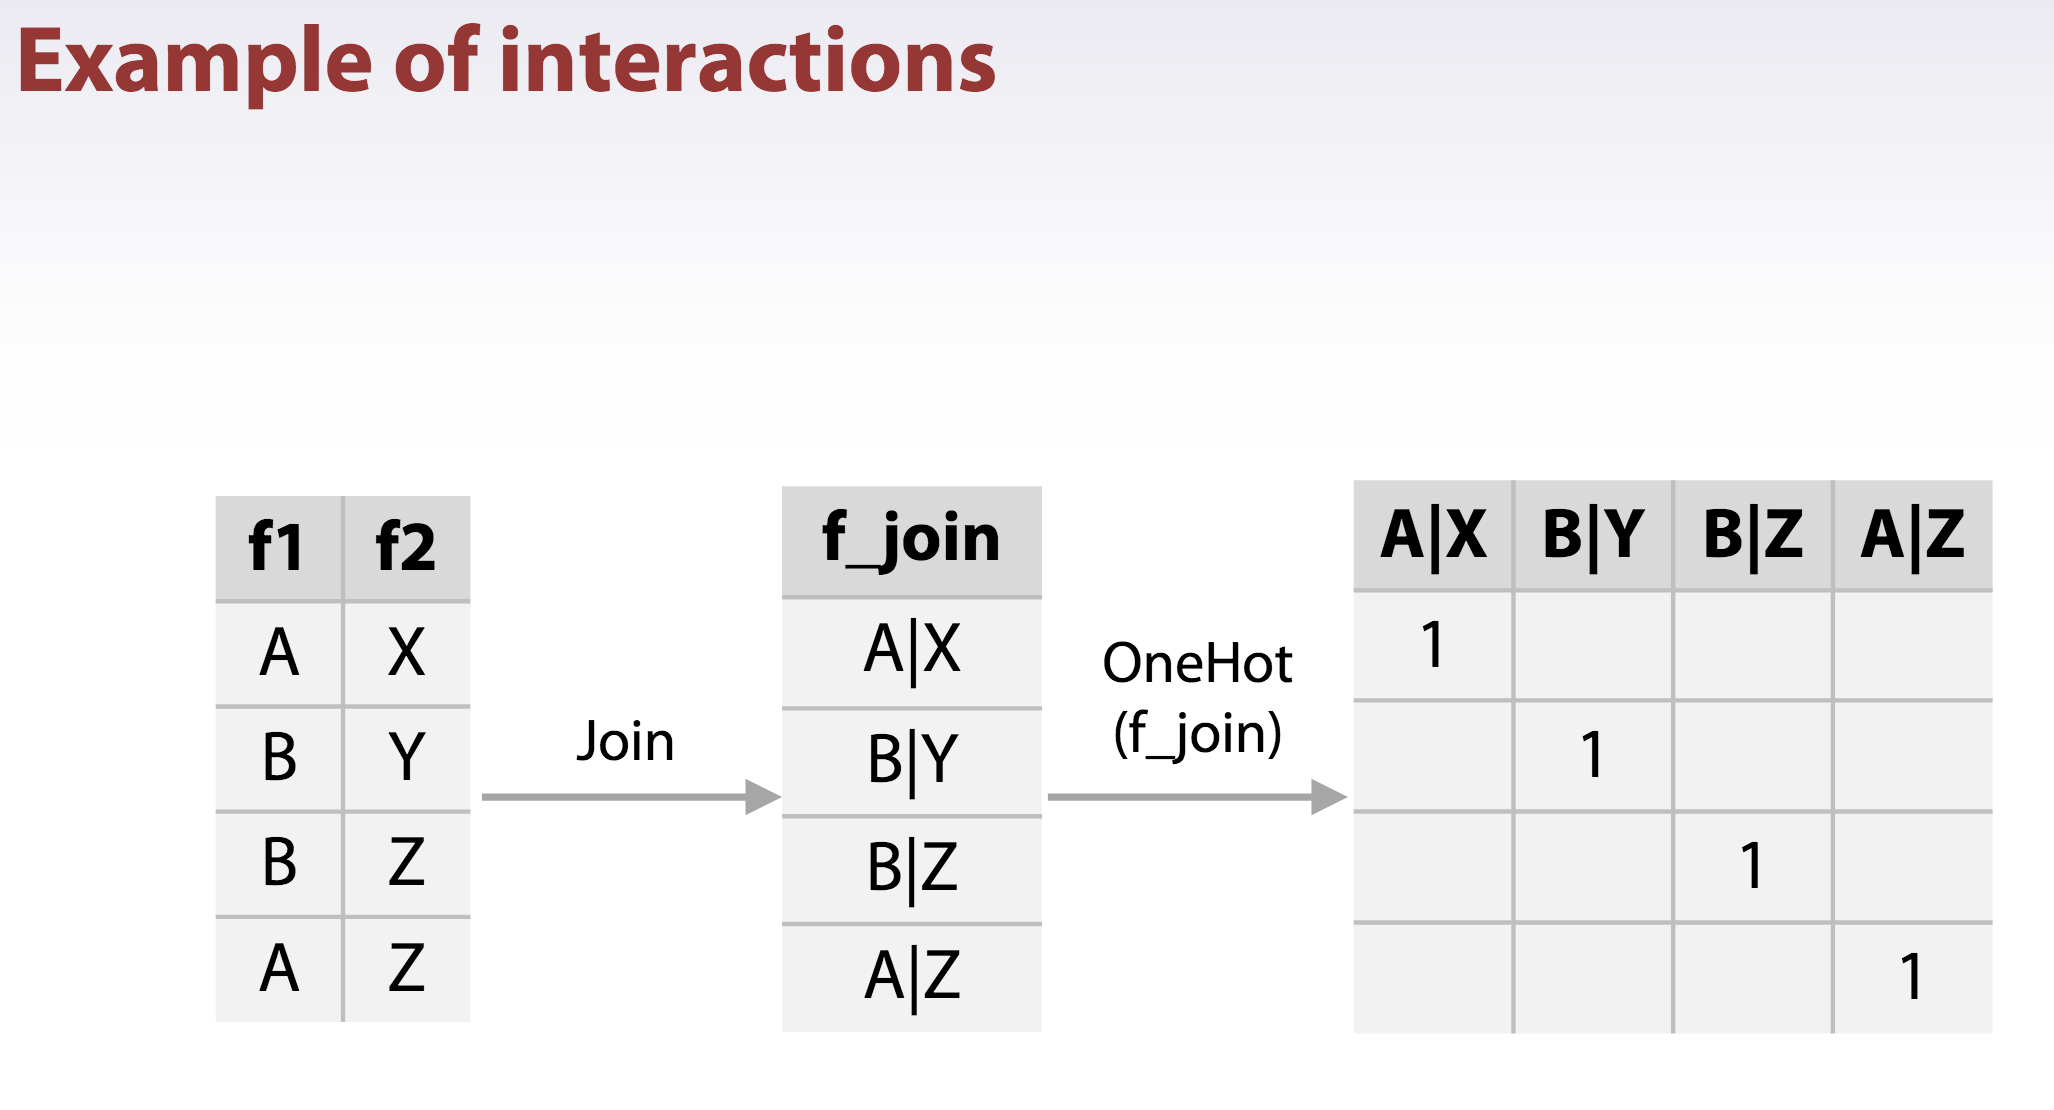 Example of interactions
f1 f2
A X
B Y
B Z
A Z
Join
f_join
A|X
B|Y
B|Z
A|Z
OneHot
(f_join)
A|X B|Y B|Z A|Z
1
1
1
1